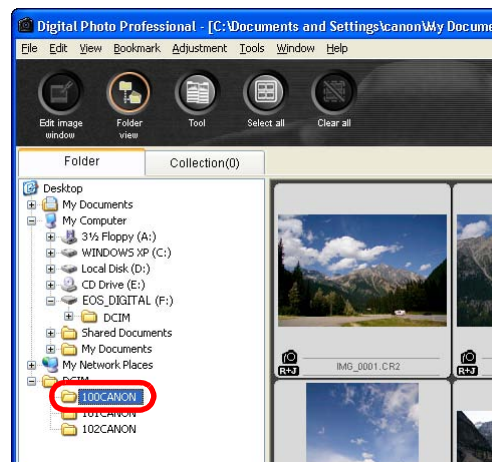 Digital Photo Professional - [C:\Documents and Settings\canon\My Docume
File Edit View Bookmark Adjustment Tools Window Help
Edit image window
Folder view
Tool
Select all
Clear all
Folder
Collection(0)
Desktop
My Documents
My Computer
3½ Floppy (A:)
WINDOWS XP (C:)
Local Disk (D:)
CD Drive (E:)
EOS_DIGITAL (F:)
DCIM
Shared Documents
My Documents
My Network Places
DCIM
100CANON
101CANON
102CANON
R+J
IMG_0001.CR2
R+J